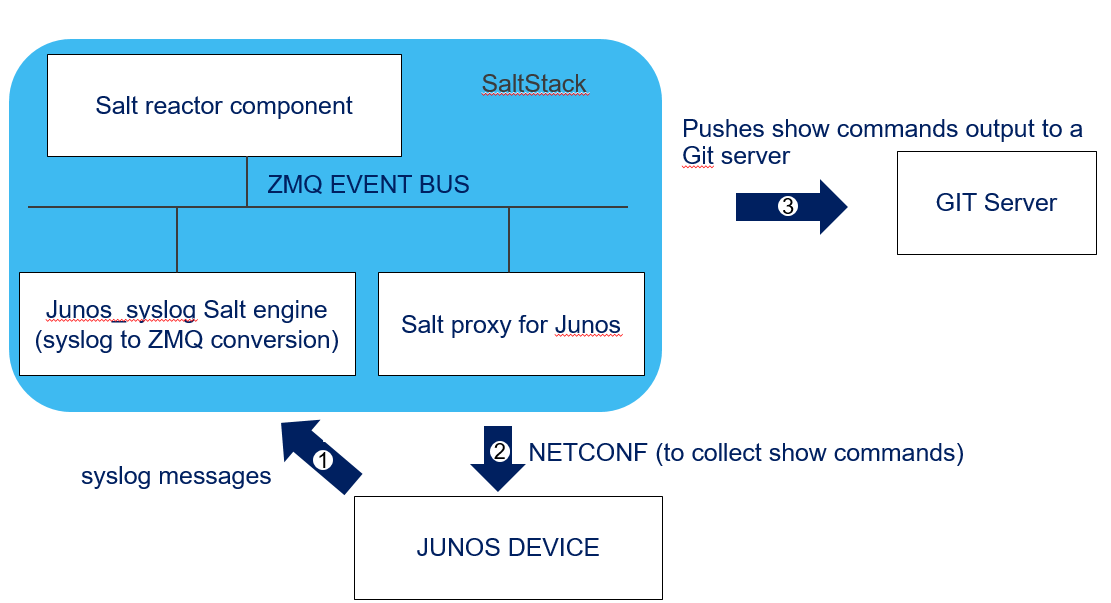 SaltStack
Salt reactor component
ZMQ EVENT BUS
Junos_syslog Salt engine
(syslog to ZMQ conversion)
Salt proxy for Junos
Pushes show commands output to a
Git server
3
GIT Server
1
syslog messages
2
NETCONF (to collect show commands)
JUNOS DEVICE